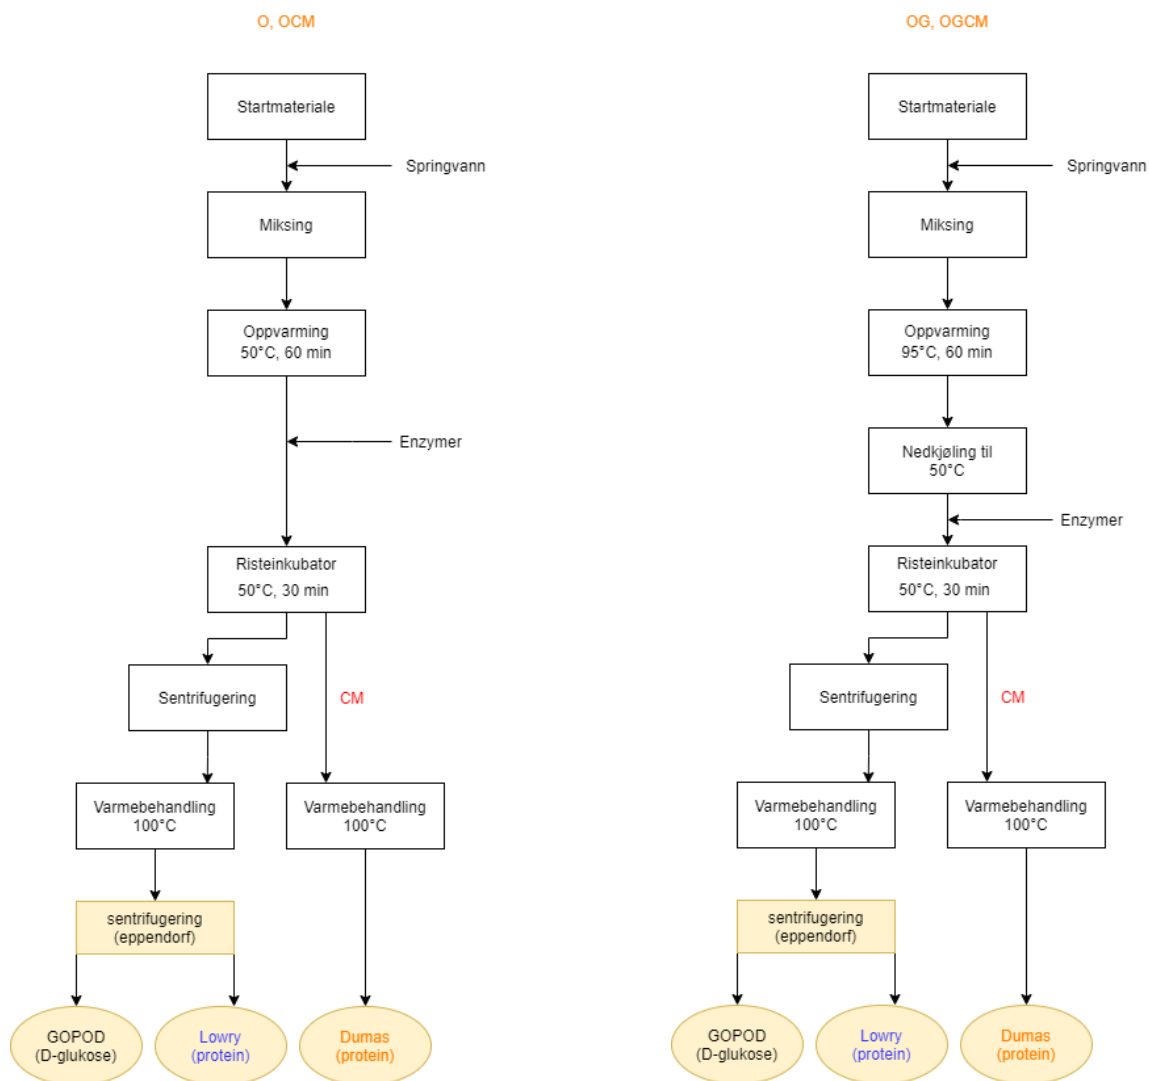 O, OCM
Startmateriale
Springvann
Miksing
Oppvarming
50°C, 60 min
Enzymer
Risteinkubator
50°C, 30 min
Sentrifugering
CM
Varmebehandling
100°C
Varmebehandling
100°C
sentrifugering
(eppendorf)
GOPOD
(D-glukose)
Lowry
(protein)
Dumas
(protein)
OG, OGCM
Startmateriale
Springvann
Miksing
Oppvarming
95°C, 60 min
Nedkjøling til
50°C
Enzymer
Risteinkubator
50°C, 30 min
Sentrifugering
CM
Varmebehandling
100°C
Varmebehandling
100°C
sentrifugering
(eppendorf)
GOPOD
(D-glukose)
Lowry
(protein)
Dumas
(protein)